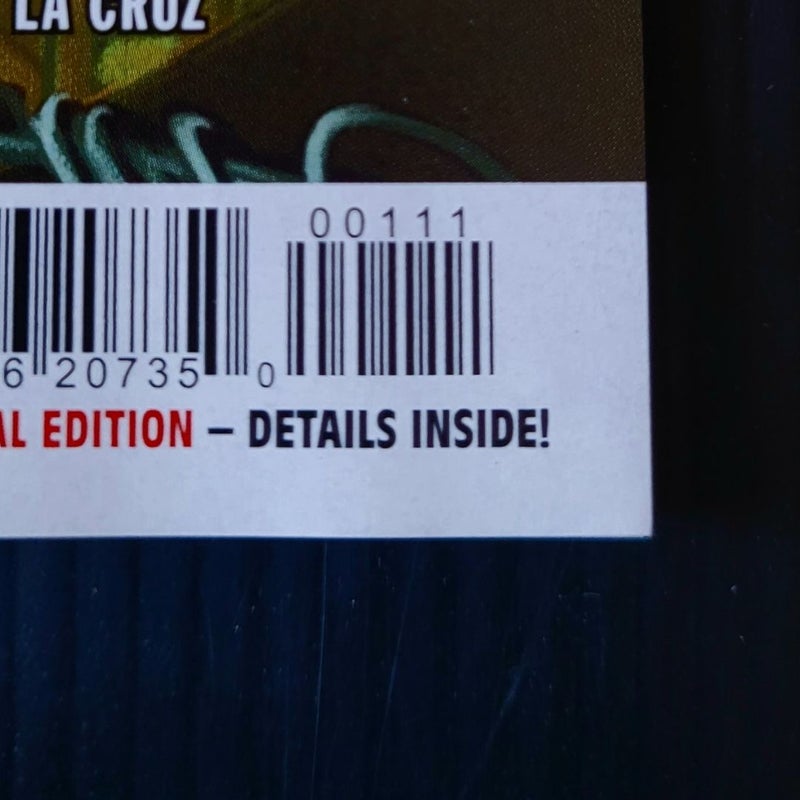 LA CRUZ
00111
6 20735 0
AL EDITION – DETAILS INSIDE!